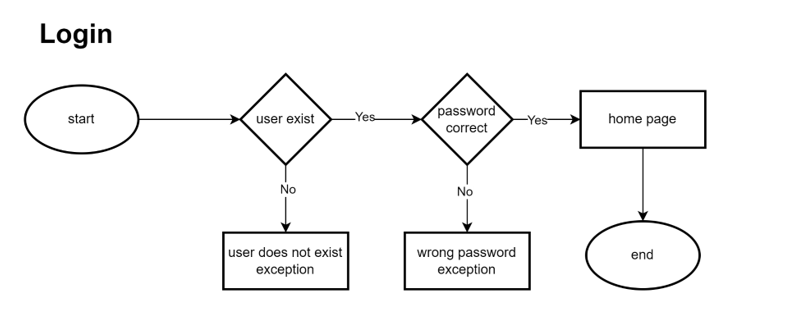 Login
start
user exist
Yes
password
correct
Yes
home page
No
No
user does not exist
exception
wrong password
exception
end